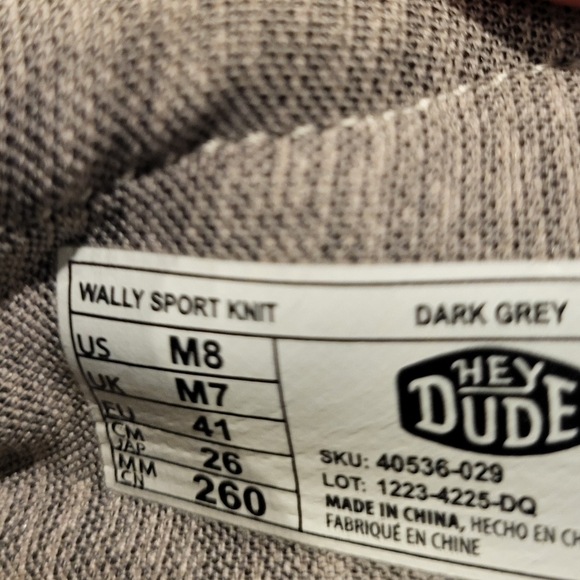 WALLY SPORT KNIT DARK GREY
US M8
UK M7
EU 41
CM JAP 26
MM CN 260
HEY DUDE
SKU: 40536-029
LOT: 1223-4225-DQ
MADE IN CHINA, HECHO EN CH
FABRIQUÉ EN CHINE